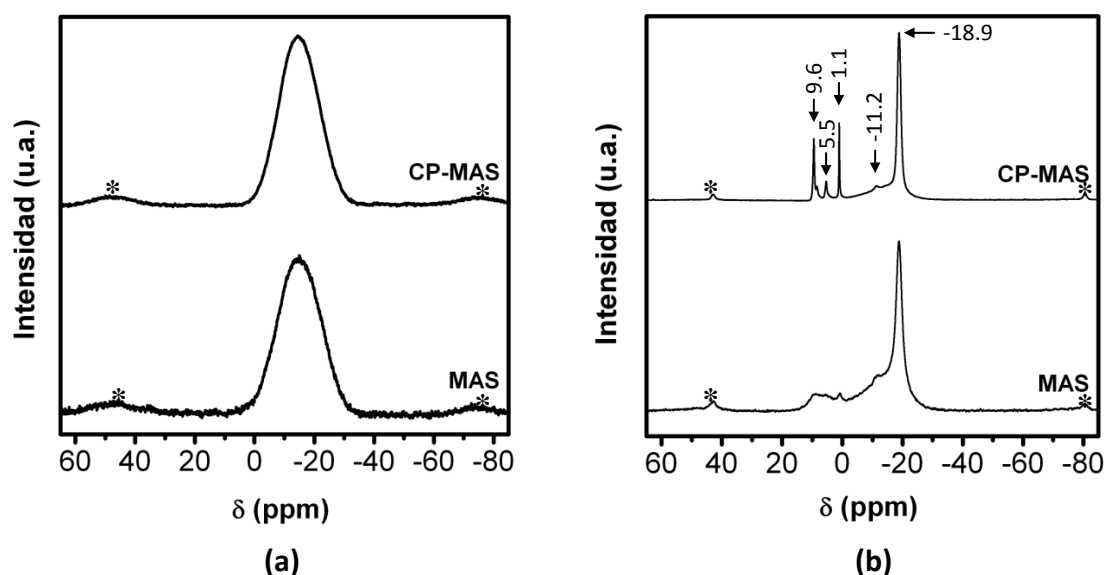 Intensidad (u.a.)
*
CP-MAS
*
*
MAS
*
60 40 20 0 -20 -40 -60 -80
δ (ppm)
(a)
Intensidad (u.a.)
9.6
5.5
1.1
-11.2
-18.9
*
CP-MAS
*
*
MAS
*
60 40 20 0 -20 -40 -60 -80
δ (ppm)
(b)